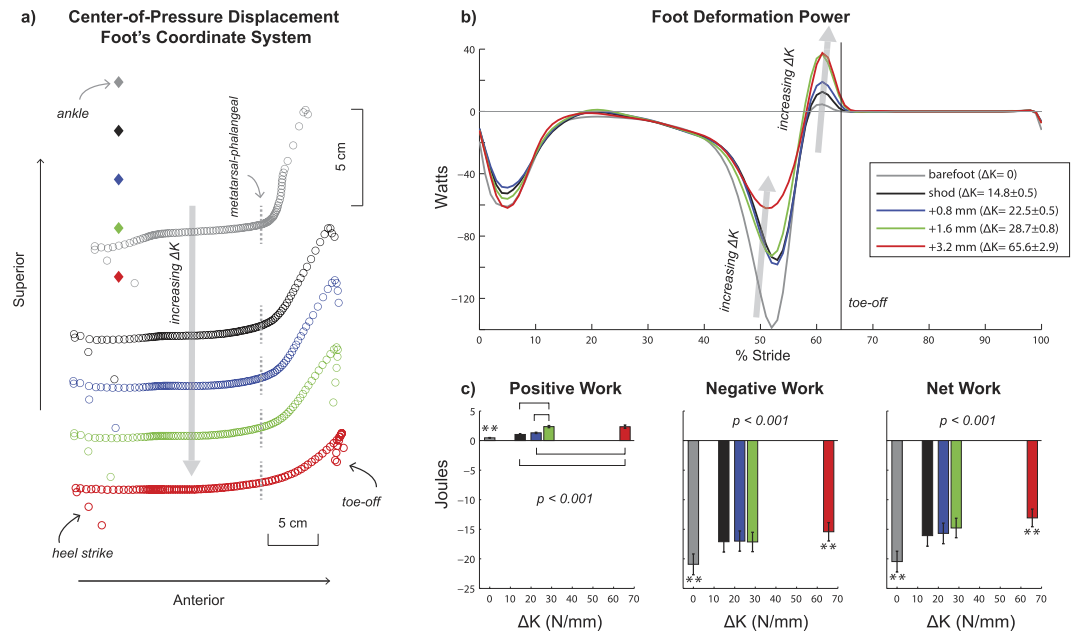 a)
Center-of-Pressure Displacement
Foot's Coordinate System
ankle
metatarsal-phalangeal
5 cm
increasing ΔK
Superior
heel strike
toe-off
5 cm
Anterior
b)
Foot Deformation Power
40
0
−40
−80
−120
Watts
increasing ΔK
increasing ΔK
barefoot (ΔK= 0)
shod (ΔK= 14.8±0.5)
+0.8 mm (ΔK= 22.5±0.5)
+1.6 mm (ΔK= 28.7±0.8)
+3.2 mm (ΔK= 65.6±2.9)
toe-off
0 10 20 30 40 50 60 70 80 90 100
% Stride
c)
Positive Work
Negative Work
Net Work
5
0
−5
−10
−15
−20
−25
Joules
**
p < 0.001
p < 0.001
**
**
p < 0.001
**
**
0 10 20 30 40 50 60 70
0 10 20 30 40 50 60 70
0 10 20 30 40 50 60 70
ΔK (N/mm)
ΔK (N/mm)
ΔK (N/mm)